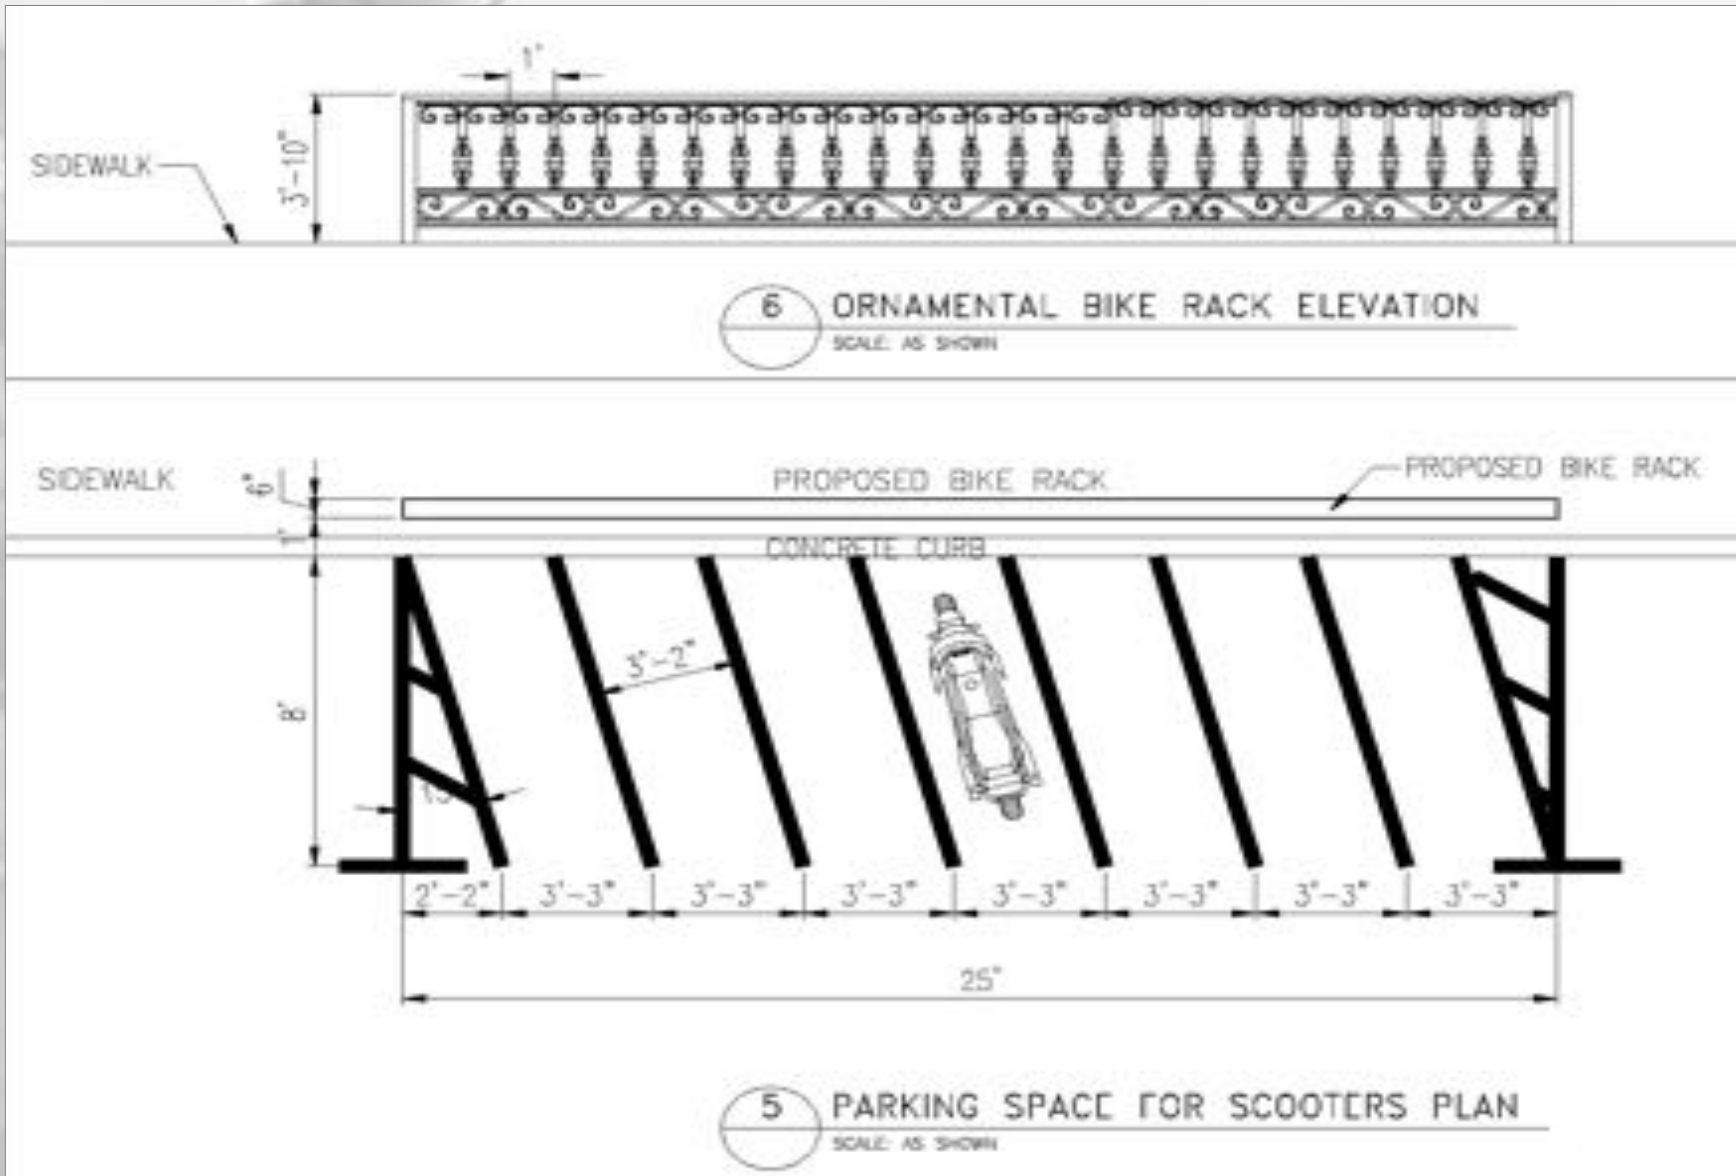 1'
3'-10"
SIDEWALK
6 ORNAMENTAL BIKE RACK ELEVATION
SCALE: AS SHOWN
SIDEWALK
6"
PROPOSED BIKE RACK
PROPOSED BIKE RACK
1'
CONCRETE CURB
3'-2"
8'
2'-2" 3'-3" 3'-3" 3'-3" 3'-3" 3'-3" 3'-3" 3'-3"
25'
5 PARKING SPACE FOR SCOOTERS PLAN
SCALE: AS SHOWN